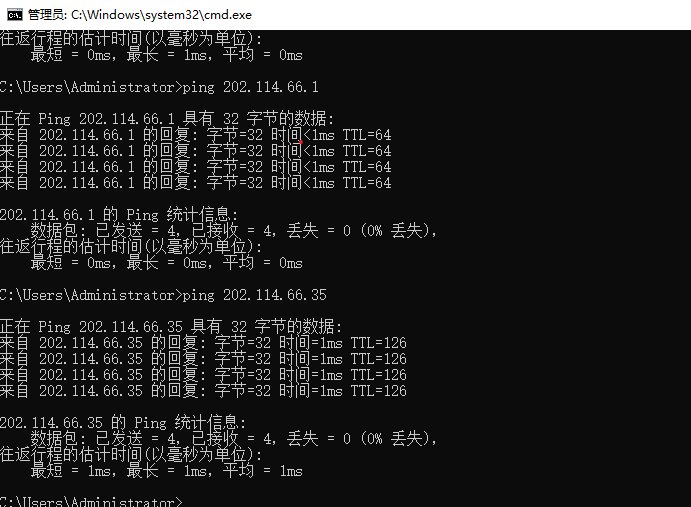 管理员: C:\Windows\system32\cmd.exe
往返行程的估计时间(以毫秒为单位):
    最短 = 0ms，最长 = 1ms，平均 = 0ms
C:\Users\Administrator>ping 202.114.66.1
正在 Ping 202.114.66.1 具有 32 字节的数据:
来自 202.114.66.1 的回复: 字节=32 时间<1ms TTL=64
来自 202.114.66.1 的回复: 字节=32 时间<1ms TTL=64
来自 202.114.66.1 的回复: 字节=32 时间<1ms TTL=64
来自 202.114.66.1 的回复: 字节=32 时间<1ms TTL=64
202.114.66.1 的 Ping 统计信息:
    数据包: 已发送 = 4，已接收 = 4，丢失 = 0 (0% 丢失)，
往返行程的估计时间(以毫秒为单位):
    最短 = 0ms，最长 = 0ms，平均 = 0ms
C:\Users\Administrator>ping 202.114.66.35
正在 Ping 202.114.66.35 具有 32 字节的数据:
来自 202.114.66.35 的回复: 字节=32 时间=1ms TTL=126
来自 202.114.66.35 的回复: 字节=32 时间=1ms TTL=126
来自 202.114.66.35 的回复: 字节=32 时间=1ms TTL=126
来自 202.114.66.35 的回复: 字节=32 时间=1ms TTL=126
202.114.66.35 的 Ping 统计信息:
    数据包: 已发送 = 4，已接收 = 4，丢失 = 0 (0% 丢失)，
往返行程的估计时间(以毫秒为单位):
    最短 = 1ms，最长 = 1ms，平均 = 1ms
C:\Users\Administrator>